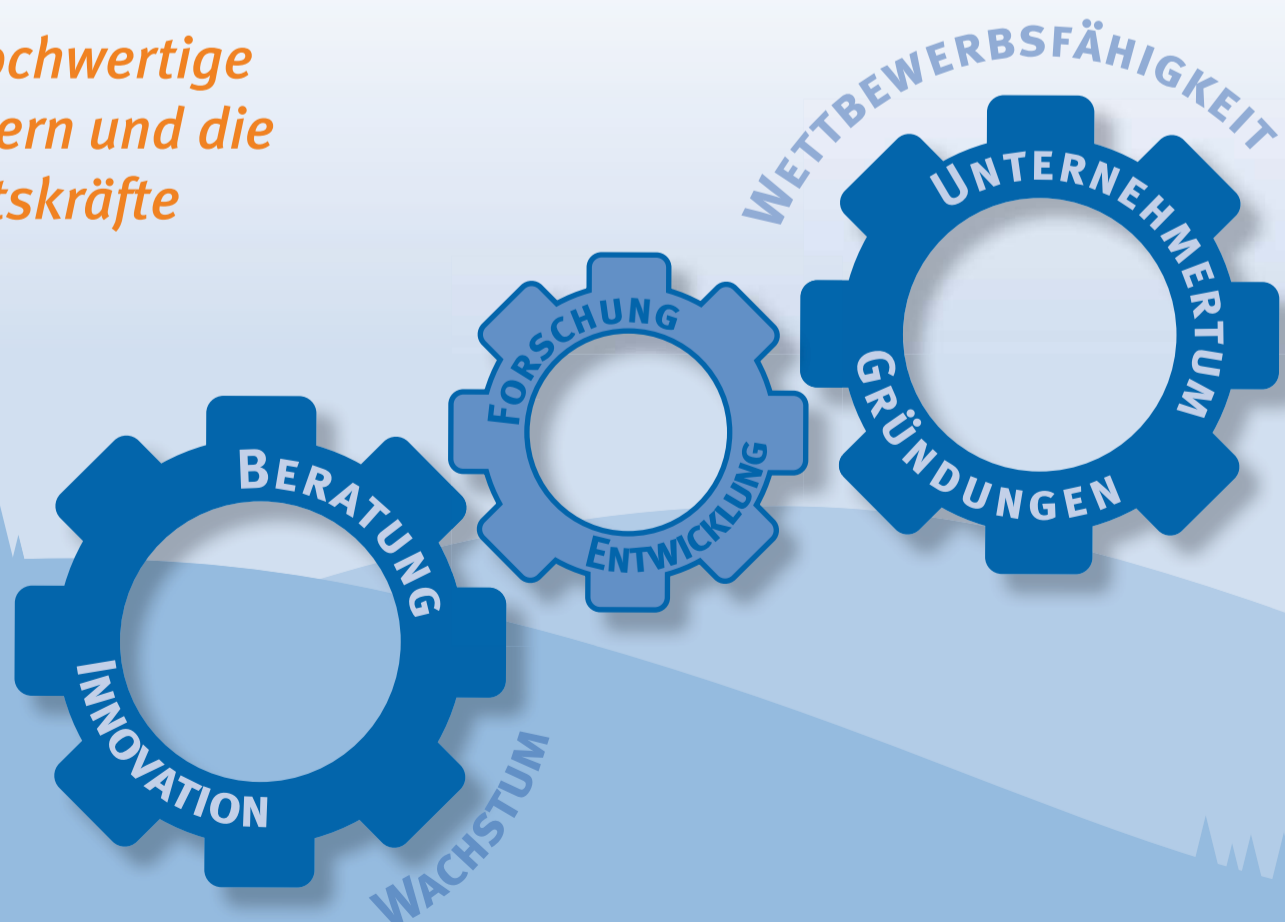 ochwertige
ern und die
tskräfte
WETTBEWERBSFÄHIGKEIT
UNTERNEHMERTUM
GRÜNDUNGEN
FORSCHUNG
ENTWICKLUNG
BERATUNG
INNOVATION
WACHSTUM